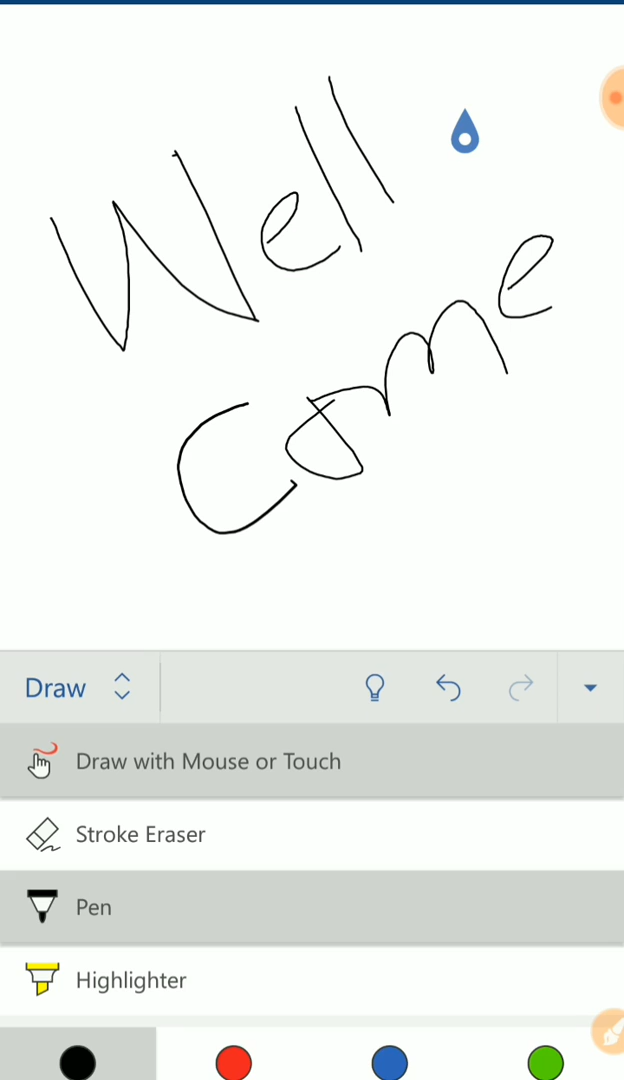 Well
Come
Draw
Draw with Mouse or Touch
Stroke Eraser
Pen
Highlighter